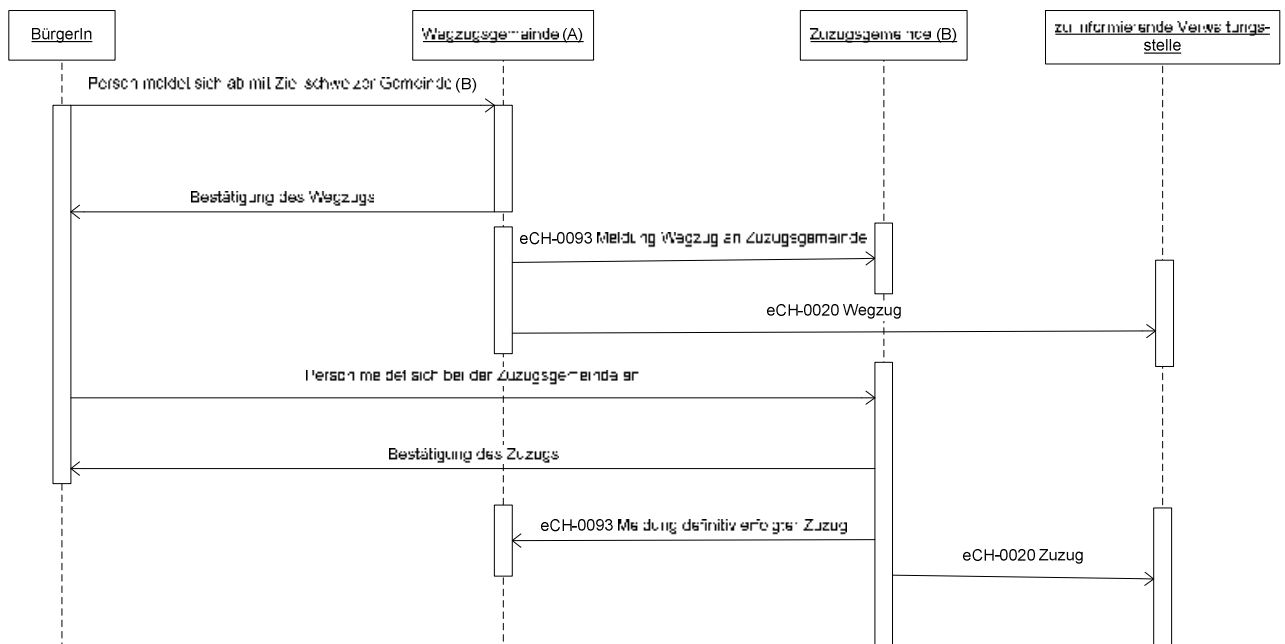 BürgerIn
Wegzugsgemeinde (A)
Zuzugsgemeinde (B)
zu informierende Verwaltungs-
stelle
Person meldet sich ab mit Ziel schweizer Gemeinde (B)
Bestätigung des Wegzugs
eCH-0093 Meldung Wegzug an Zuzugsgemeinde
eCH-0020 Wegzug
Person meldet sich bei der Zuzugsgemeinde an
Bestätigung des Zuzugs
eCH-0093 Meldung definitiv erfolgter Zuzug
eCH-0020 Zuzug